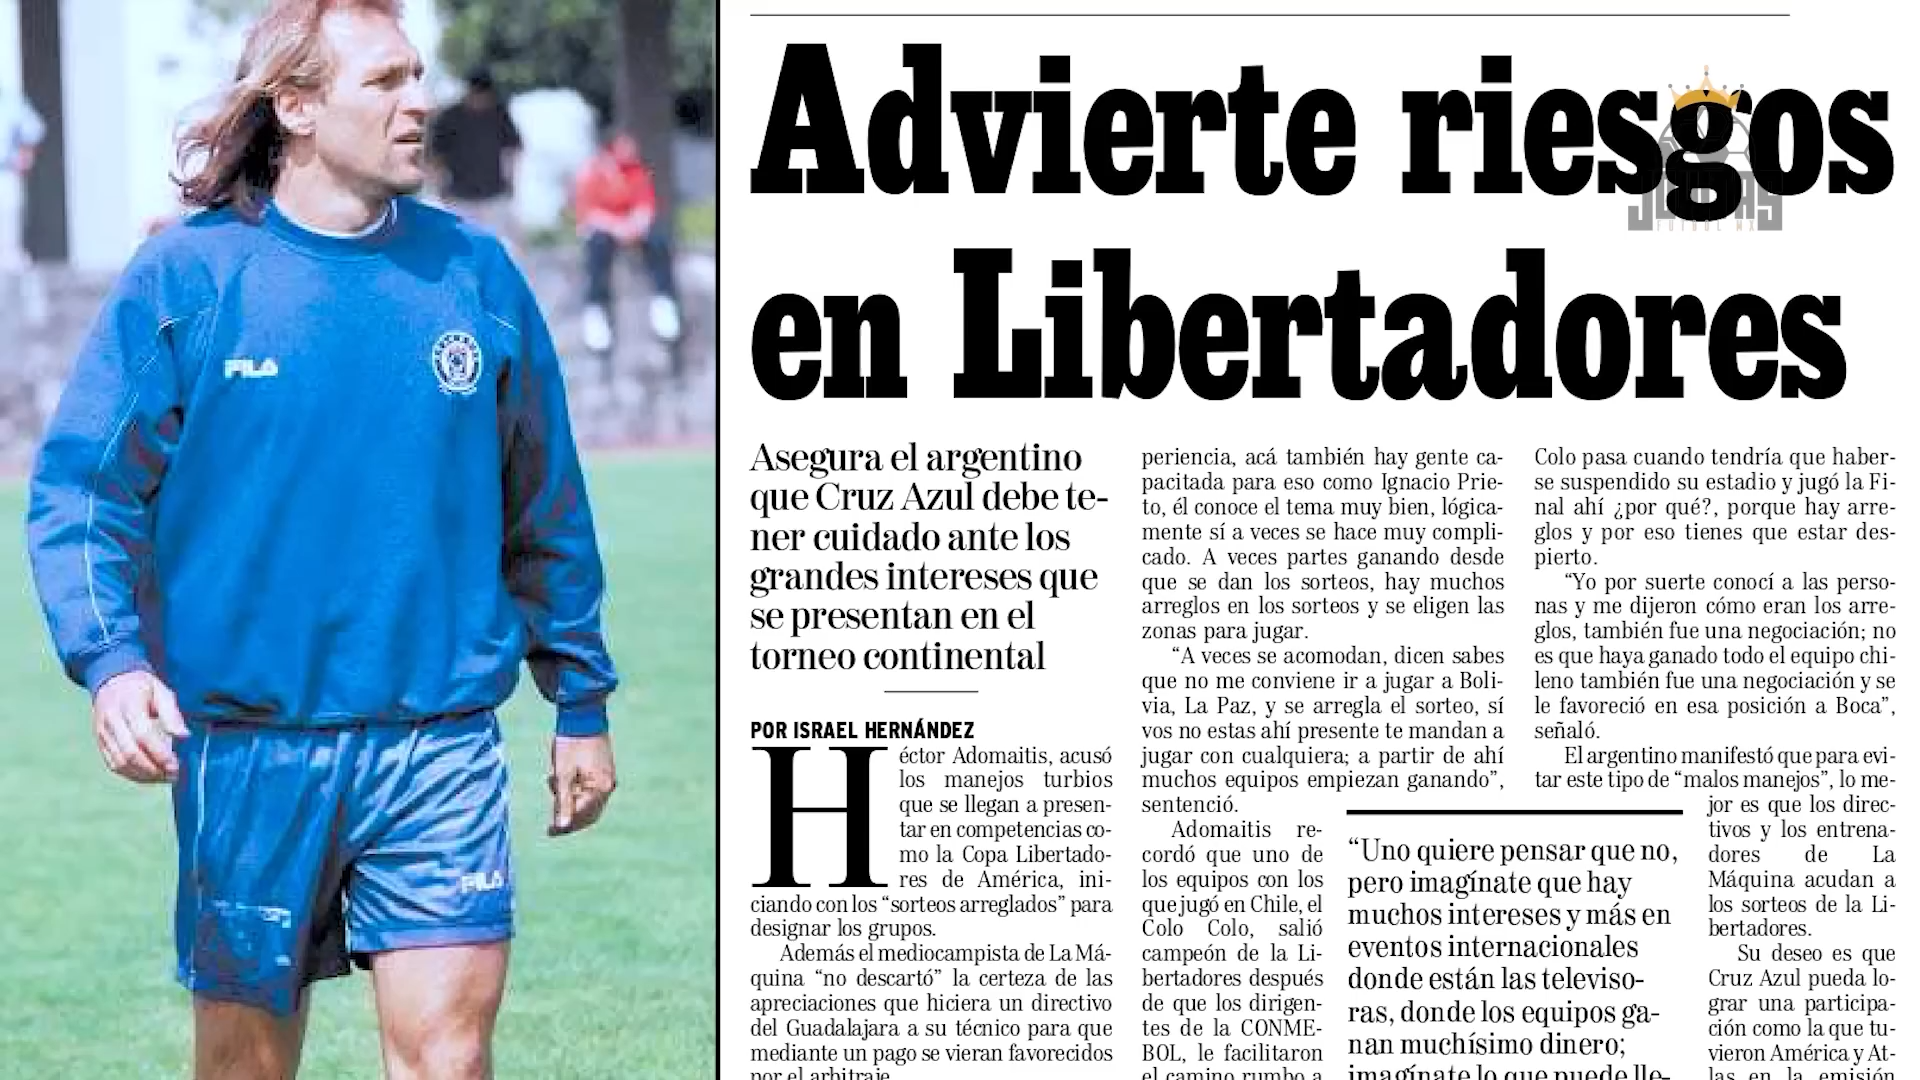 Advierte riesgos
en Libertadores
Asegura el argentino
que Cruz Azul debe te-
ner cuidado ante los
grandes intereses que
se presentan en el
torneo continental
POR ISRAEL HERNÁNDEZ
Héctor Adomaitis, acusó
los manejos turbios
que se llegan a presen-
tar en competencias co-
mo la Copa Libertado-
res de América, ini-
ciando con los “sorteos arreglados” para
designar los grupos.
Además el mediocampista de La Má-
quina “no descartó” la certeza de las
apreciaciones que hiciera un directivo
del Guadalajara a su técnico para que
mediante un pago se vieran favorecidos
por el arbitraje.
periencia, acá también hay gente ca-
pacitada para eso como Ignacio Prie-
to, él conoce el tema muy bien, lógica-
mente sí a veces se hace muy compli-
cado. A veces partes ganando desde
que se dan los sorteos, hay muchos
arreglos en los sorteos y se eligen las
zonas para jugar.
“A veces se acomodan, dicen sabes
que no me conviene ir a jugar a Boli-
via, La Paz, y se arregla el sorteo, sí
vos no estas ahí presente te mandan a
jugar con cualquiera; a partir de ahí
muchos equipos empiezan ganando”,
sentenció.
Adomaitis re-
cordó que uno de
los equipos con los
que jugó en Chile, el
Colo Colo, salió
campeón de la Li-
bertadores después
de que los dirigen-
tes de la CONME-
BOL, le facilitaron
el camino rumbo a
“Uno quiere pensar que no,
pero imagínate que hay
muchos intereses y más en
eventos internacionales
donde están las televiso-
ras, donde los equipos ga-
nan muchísimo dinero;
imagínate lo que puede lle-
Colo pasa cuando tendría que haber-
se suspendido su estadio y jugó la Fi-
nal ahí ¿por qué?, porque hay arre-
glos y por eso tienes que estar des-
pierto.
“Yo por suerte conocí a las perso-
nas y me dijeron cómo eran los arre-
glos, también fue una negociación; no
es que haya ganado todo el equipo chi-
leno también fue una negociación y se
le favoreció en esa posición a Boca”,
señaló.
El argentino manifestó que para evi-
tar este tipo de “malos manejos”, lo me-
jor es que los direc-
tivos y los entrena-
dores de La
Máquina acudan a
los sorteos de la Li-
bertadores.
Su deseo es que
Cruz Azul pueda lo-
grar una participa-
ción como la que tu-
vieron América y At-
las en la emisión
FILA
FILA
FUTBOL MX